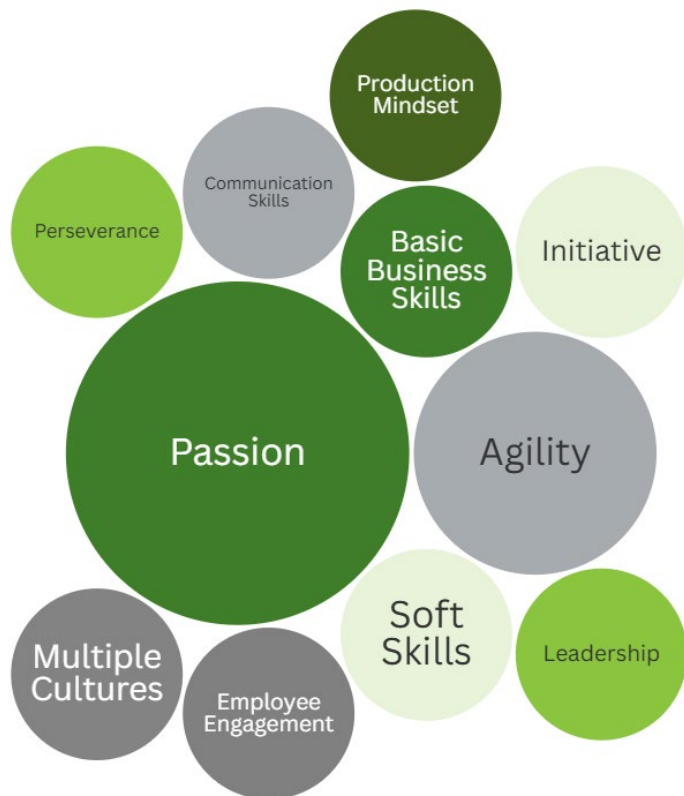 Production
Mindset
Communication
Skills
Perseverance
Basic
Business
Skills
Initiative
Passion
Agility
Soft
Skills
Multiple
Cultures
Leadership
Employee
Engagement